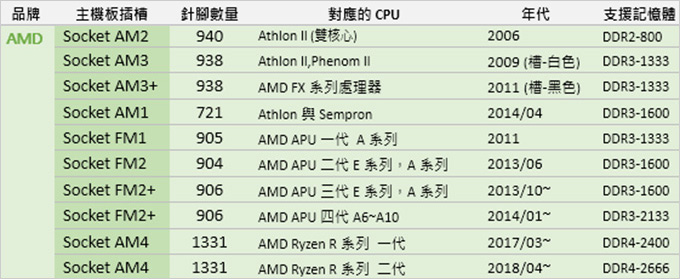 品牌 主機板插槽 針腳數量 對應的 CPU 年代 支援記憶體
AMD Socket AM2 940 Athlon II (雙核心) 2006 DDR2-800
Socket AM3 938 Athlon II,Phenom II 2009 (槽-白色) DDR3-1333
Socket AM3+ 938 AMD FX 系列處理器 2011 (槽-黑色) DDR3-1333
Socket AM1 721 Athlon 與 Sempron 2014/04 DDR3-1600
Socket FM1 905 AMD APU 一代 A 系列 2011 DDR3-1333
Socket FM2 904 AMD APU 二代 E 系列，A 系列 2013/06 DDR3-1600
Socket FM2+ 906 AMD APU 三代 E 系列，A 系列 2013/10~ DDR3-1600
Socket FM2+ 906 AMD APU 四代 A6~A10 2014/01~ DDR3-2133
Socket AM4 1331 AMD Ryzen R 系列 一代 2017/03~ DDR4-2400
Socket AM4 1331 AMD Ryzen R 系列 二代 2018/04~ DDR4-2666